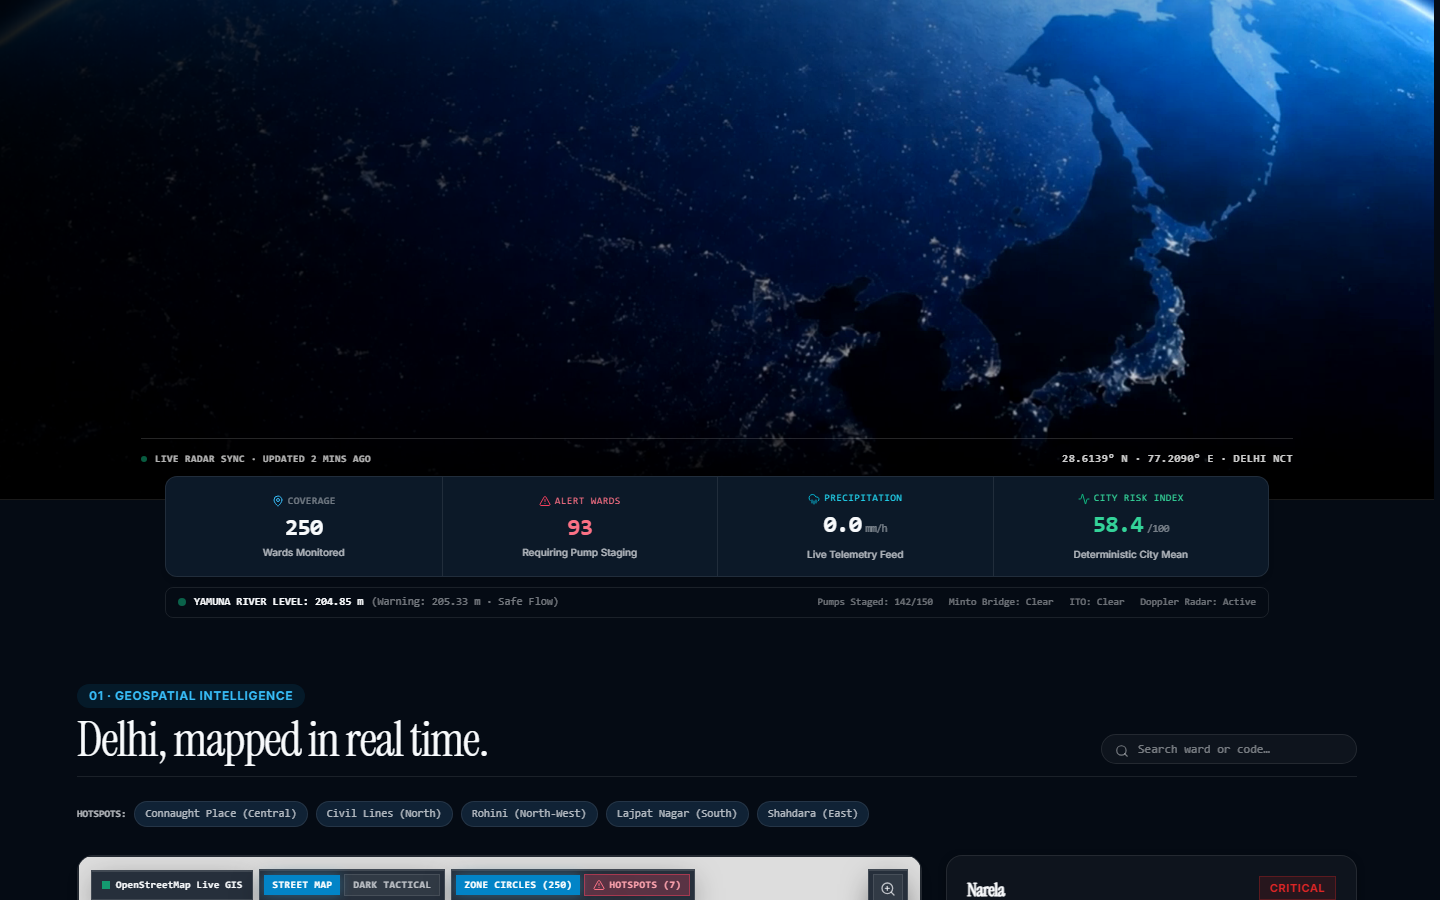 LIVE RADAR SYNC · UPDATED 2 MINS AGO
28.6139° N · 77.2090° E · DELHI NCT
COVERAGE
250
Wards Monitored
ALERT WARDS
93
Requiring Pump Staging
PRECIPITATION
0.0 mm/h
Live Telemetry Feed
CITY RISK INDEX
58.4 /100
Deterministic City Mean
YAMUNA RIVER LEVEL: 204.85 m (Warning: 205.33 m · Safe Flow)
Pumps Staged: 142/150 Minto Bridge: Clear ITO: Clear Doppler Radar: Active
01 · GEOSPATIAL INTELLIGENCE
Delhi, mapped in real time.
Search ward or code…
HOTSPOTS: Connaught Place (Central) Civil Lines (North) Rohini (North-West) Lajpat Nagar (South) Shahdara (East)
OpenStreetMap Live GIS STREET MAP DARK TACTICAL ZONE CIRCLES (250) HOTSPOTS (7)
Narela CRITICAL